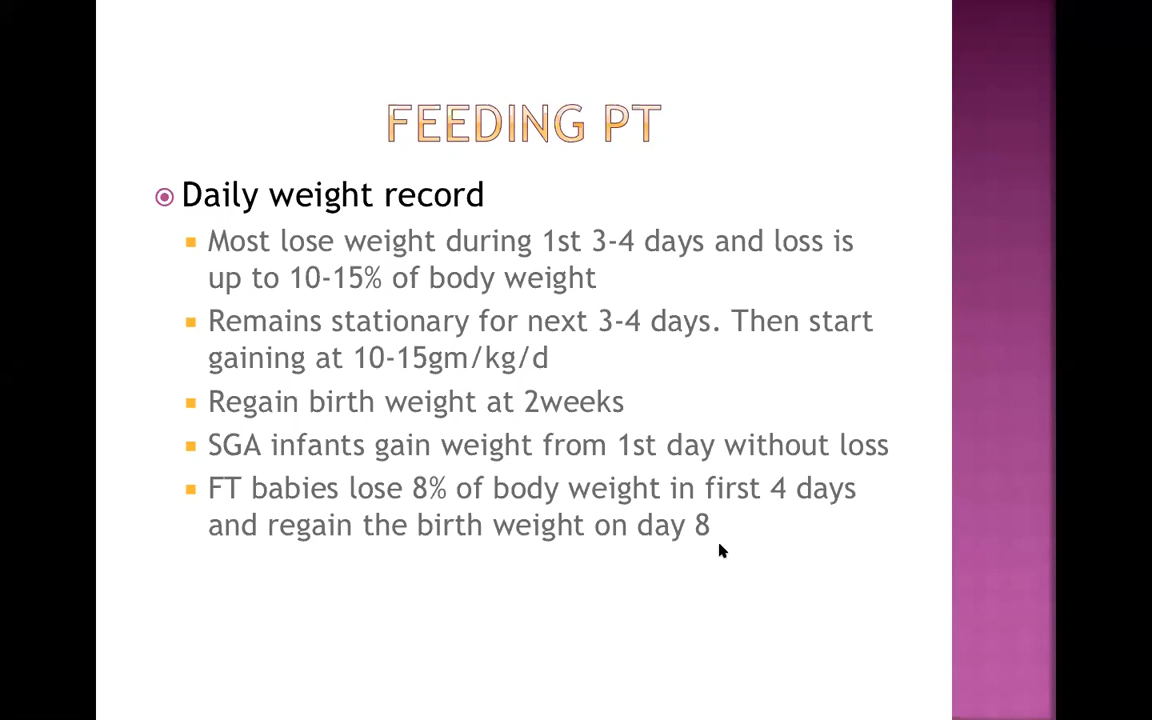 FEEDING PT
Daily weight record
Most lose weight during 1st 3-4 days and loss is
up to 10-15% of body weight
Remains stationary for next 3-4 days. Then start
gaining at 10-15gm/kg/d
Regain birth weight at 2weeks
SGA infants gain weight from 1st day without loss
FT babies lose 8% of body weight in first 4 days
and regain the birth weight on day 8